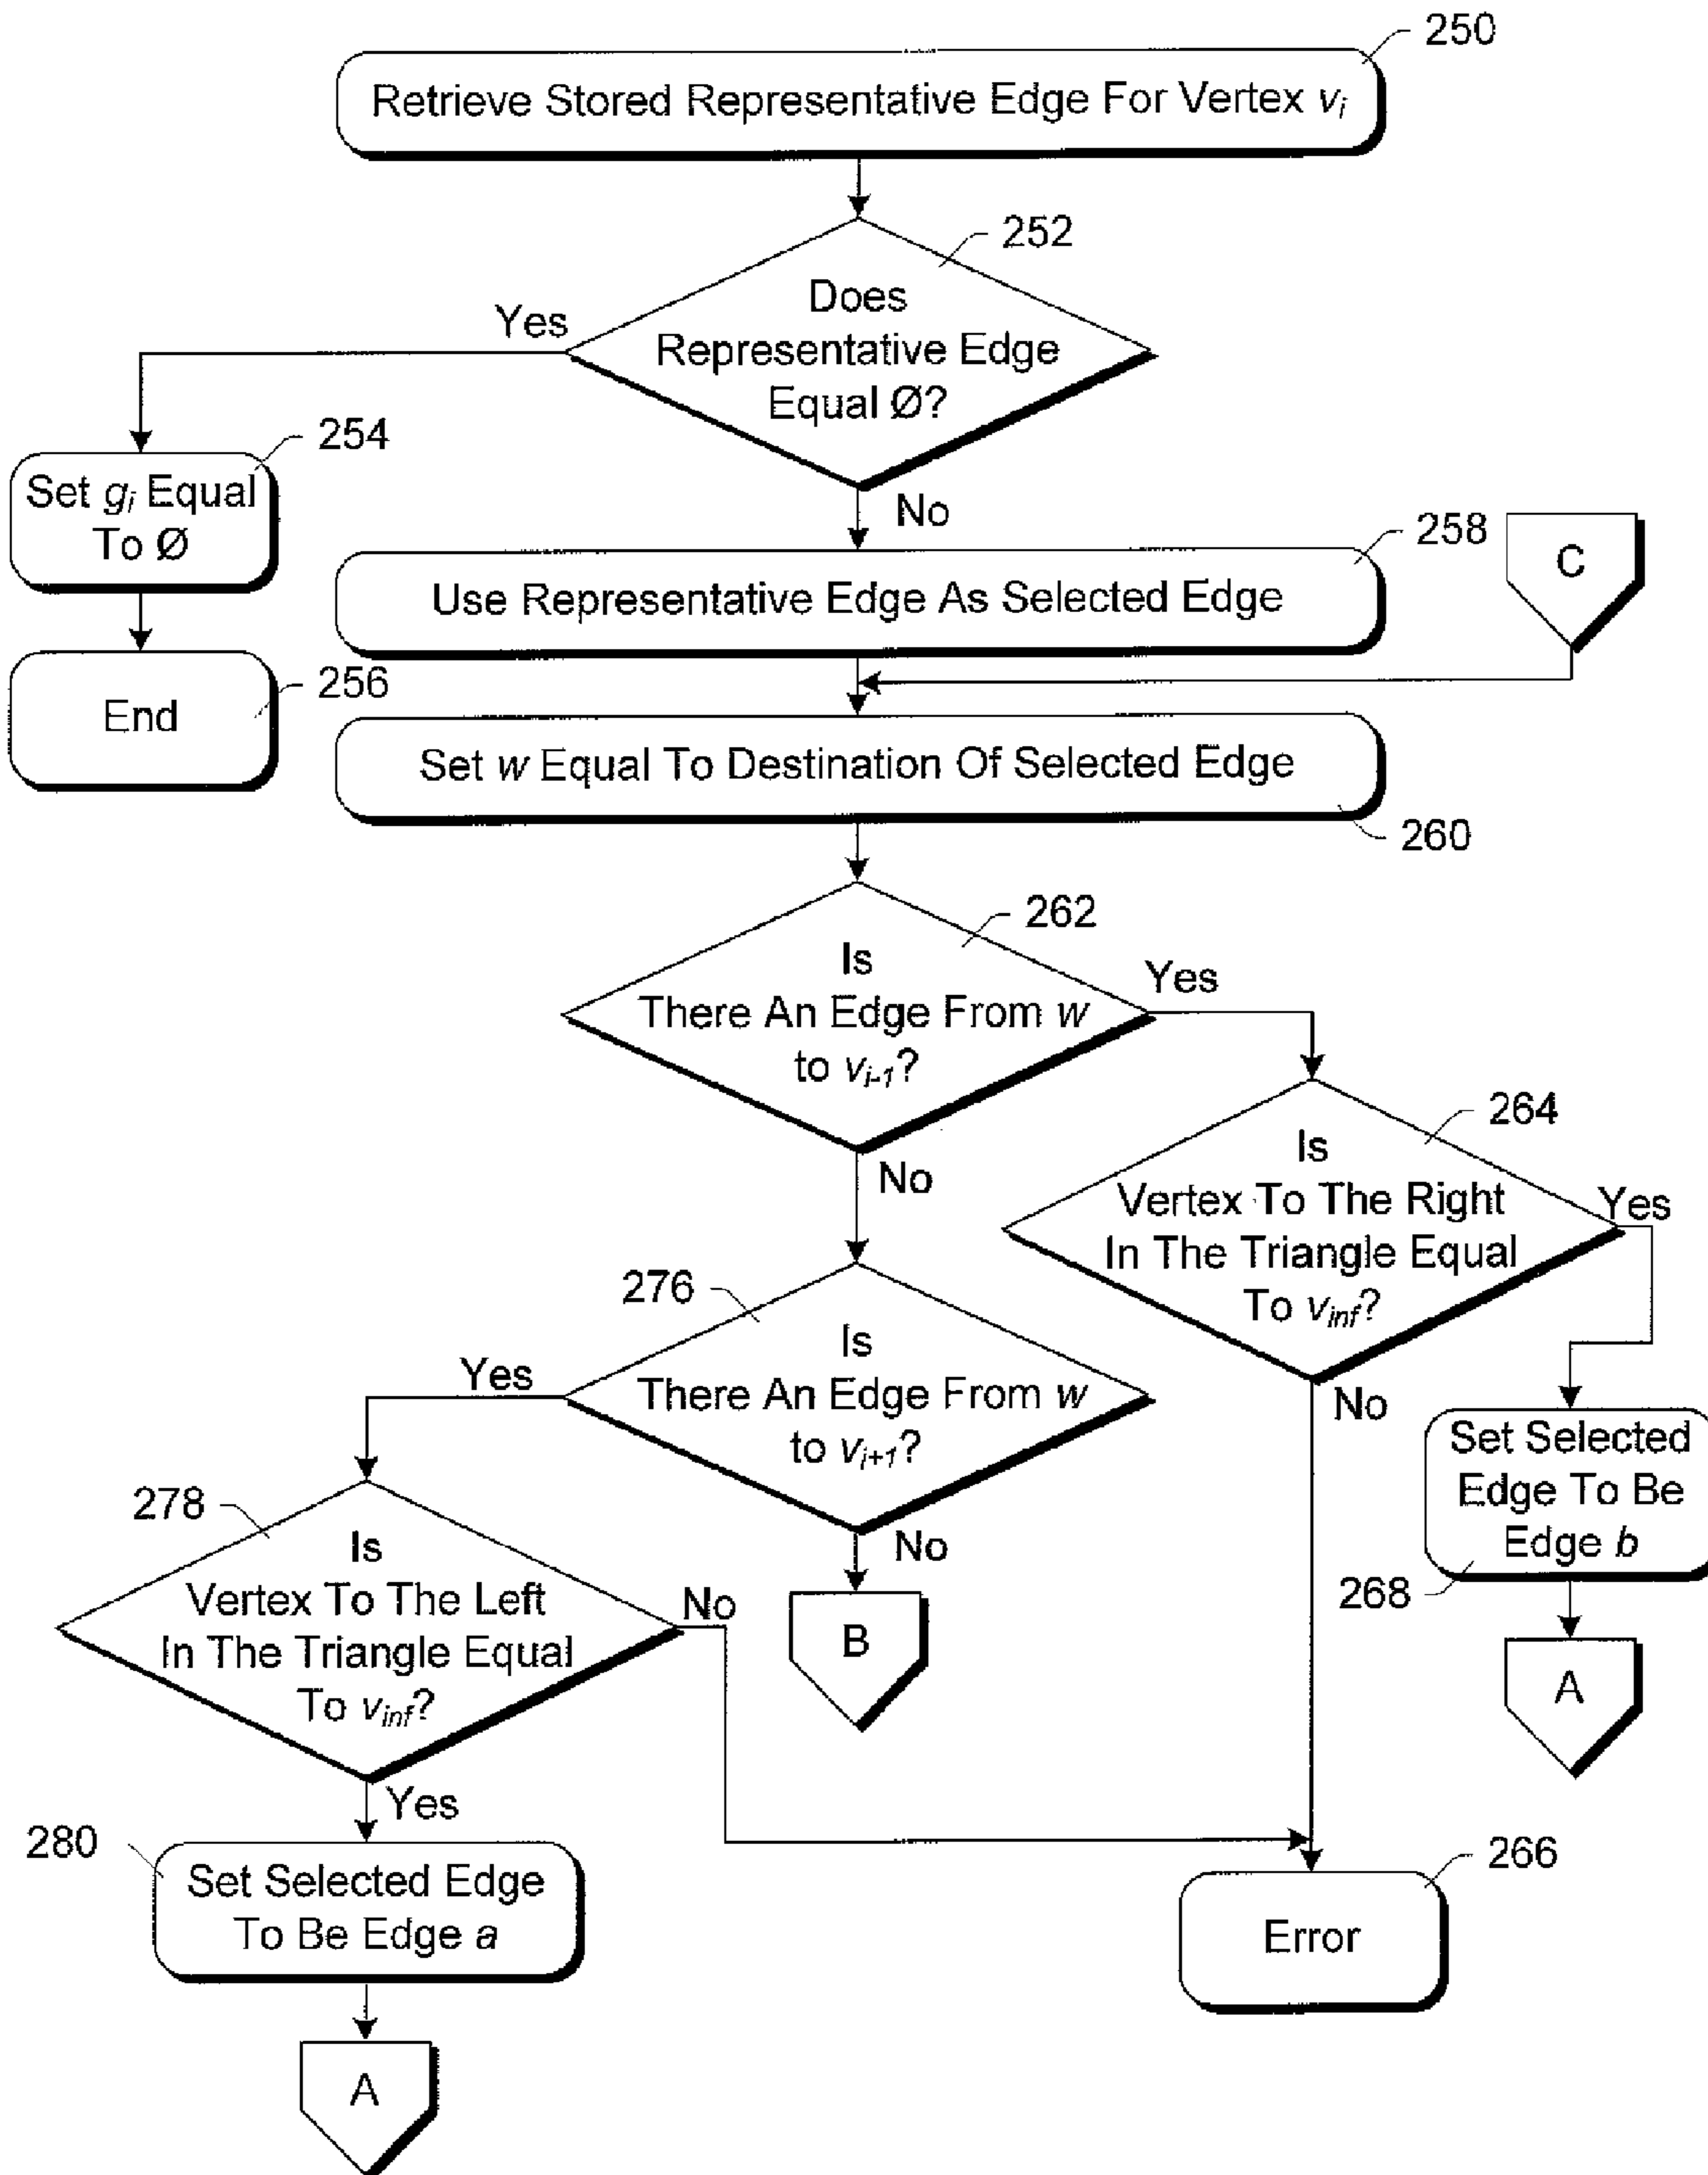 250
Retrieve Stored Representative Edge For Vertex vi
252
Does
Representative Edge
Equal Ø?
Yes
No
254
Set gi Equal
To Ø
256
End
258
Use Representative Edge As Selected Edge
C
Set w Equal To Destination Of Selected Edge
260
262
Is
There An Edge From w
to vi-1?
Yes
No
264
Is
Vertex To The Right
In The Triangle Equal
To vinf?
Yes
No
276
Is
There An Edge From w
to vi+1?
Yes
No
Set Selected
Edge To Be
Edge b
268
278
Is
Vertex To The Left
In The Triangle Equal
To vinf?
No
Yes
B
A
280
Set Selected Edge
To Be Edge a
266
Error
A